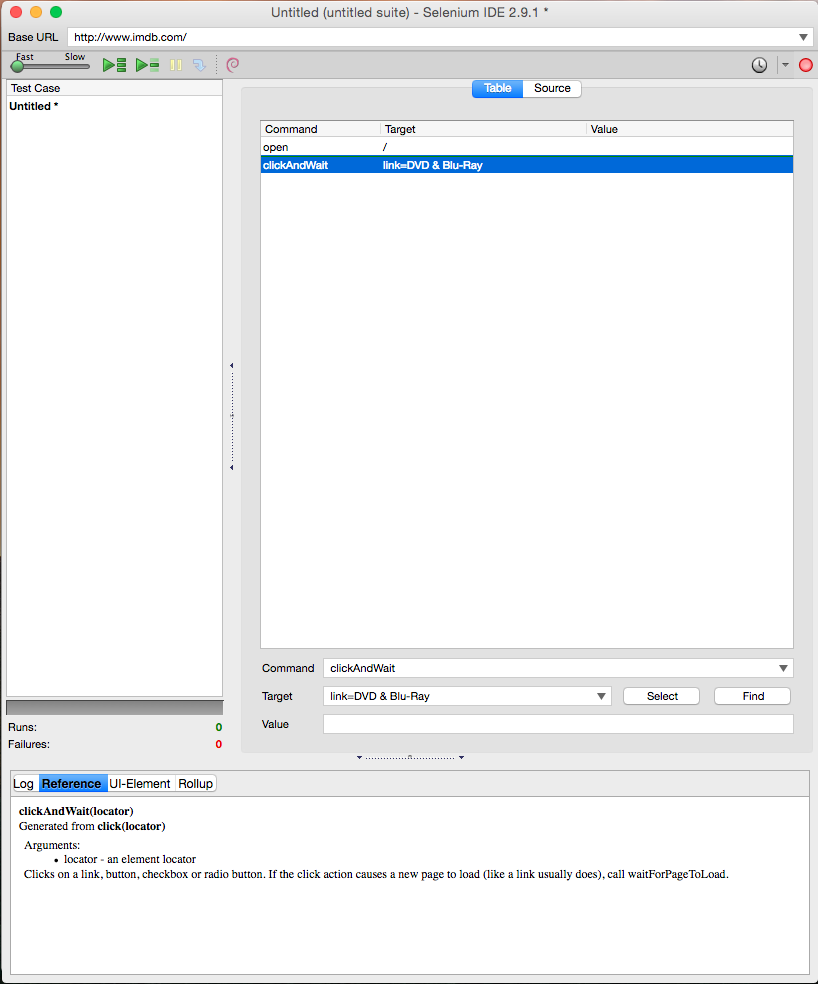 Untitled (untitled suite) - Selenium IDE 2.9.1 *
Base URL http://www.imdb.com/
Fast Slow
Test Case
Untitled *
Runs: 0
Failures: 0
Table Source
Command Target Value
open /
clickAndWait link=DVD & Blu-Ray
Command clickAndWait
Target link=DVD & Blu-Ray Select Find
Value
Log Reference UI-Element Rollup
clickAndWait(locator)
Generated from click(locator)
Arguments:
• locator - an element locator
Clicks on a link, button, checkbox or radio button. If the click action causes a new page to load (like a link usually does), call waitForPageToLoad.